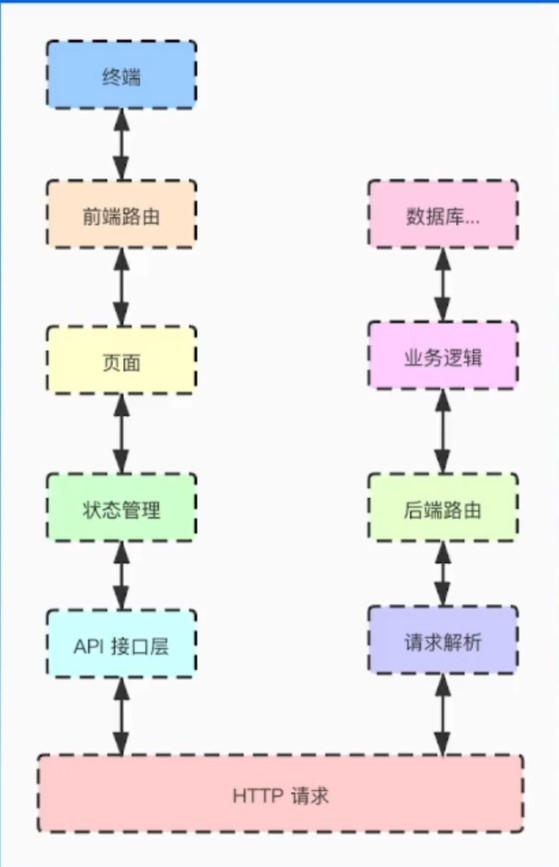 终端
前端路由
页面
状态管理
API 接口层
数据库...
业务逻辑
后端路由
请求解析
HTTP 请求